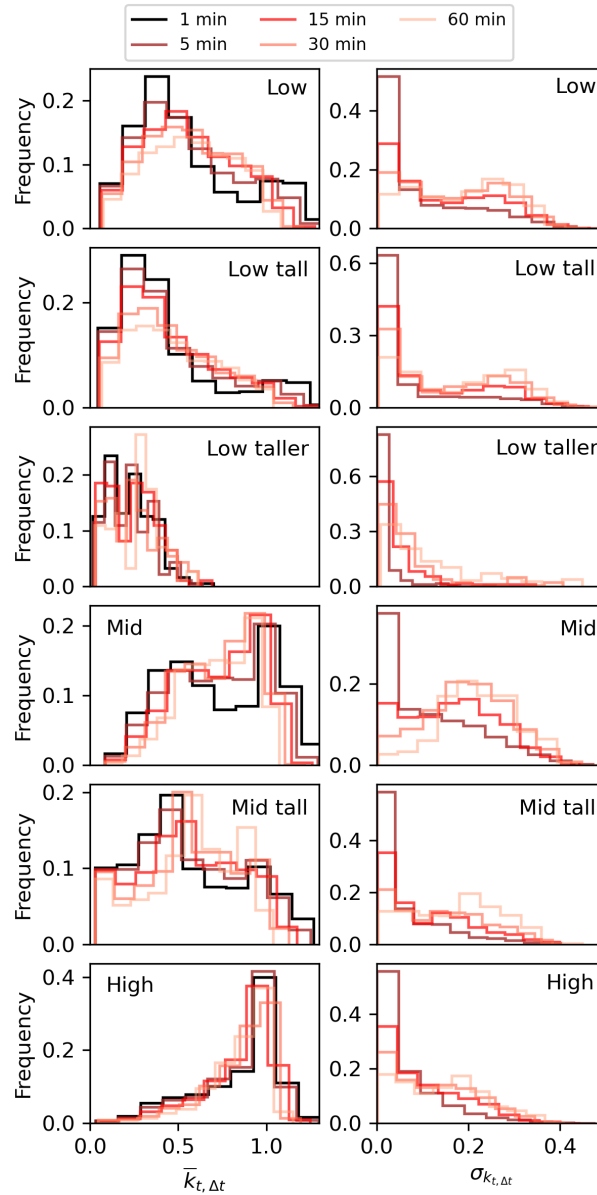 1 min 15 min 60 min
5 min 30 min
Frequency 0.2 0.1 0.0 Low 0.4 0.2 0.0 Low
Frequency 0.2 0.0 Low tall 0.6 0.3 0.0 Low tall
Frequency 0.3 0.2 0.1 0.0 Low taller 0.6 0.3 0.0 Low taller
Frequency 0.2 0.1 0.0 Mid 0.2 0.0 Mid
Frequency 0.2 0.1 0.0 Mid tall 0.4 0.2 0.0 Mid tall
Frequency 0.4 0.2 0.0 High 0.4 0.2 0.0 High
0.0 0.5 1.0 0.0 0.2 0.4
k̅t, Δt σkt, Δt